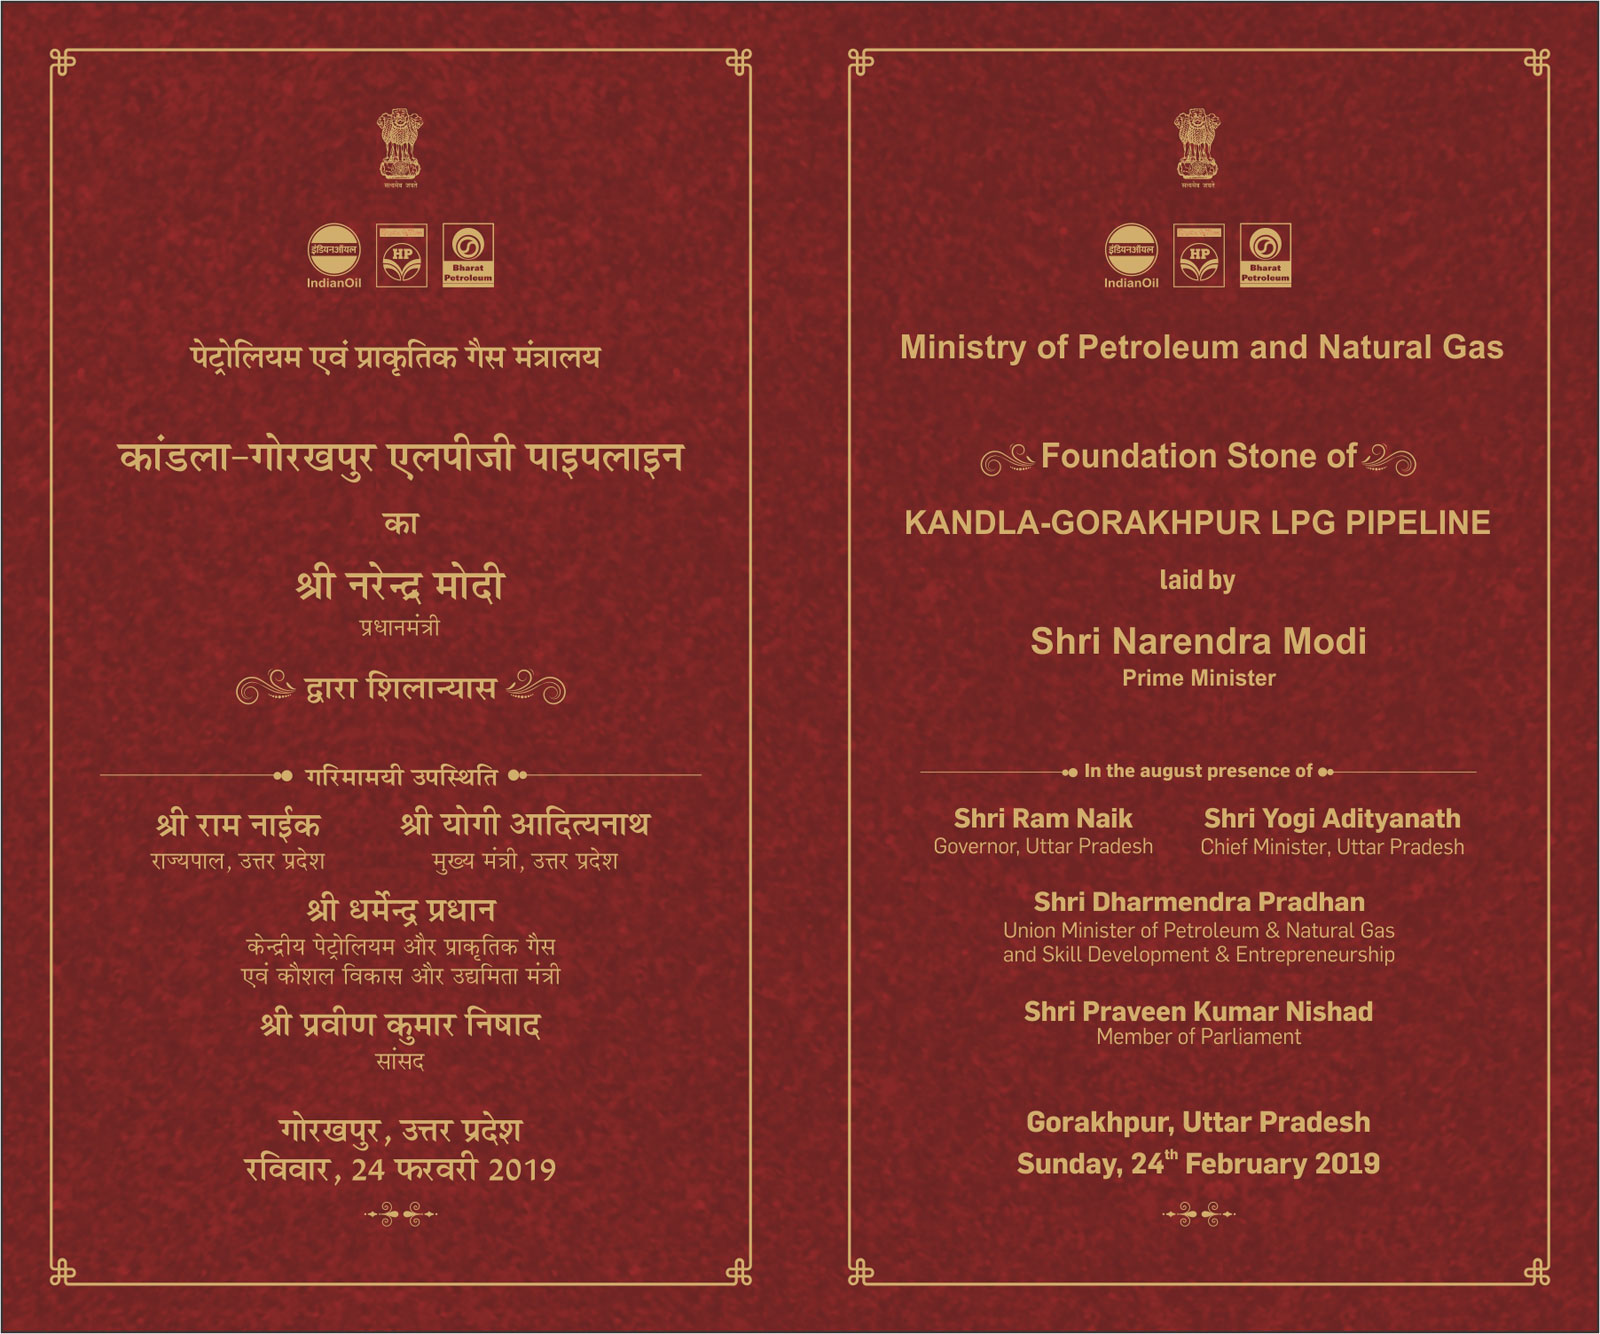 सत्यमेव जयते
इंडियनऑयल
IndianOil
HP
Bharat
Petroleum
पेट्रोलियम एवं प्राकृतिक गैस मंत्रालय
कांडला-गोरखपुर एलपीजी पाइपलाइन
का
श्री नरेन्द्र मोदी
प्रधानमंत्री
द्वारा शिलान्यास
गरिमामयी उपस्थिति
श्री राम नाईक
राज्यपाल, उत्तर प्रदेश
श्री योगी आदित्यनाथ
मुख्य मंत्री, उत्तर प्रदेश
श्री धर्मेन्द्र प्रधान
केन्द्रीय पेट्रोलियम और प्राकृतिक गैस
एवं कौशल विकास और उद्यमिता मंत्री
श्री प्रवीण कुमार निषाद
सांसद
गोरखपुर, उत्तर प्रदेश
रविवार, 24 फरवरी 2019
सत्यमेव जयते
इंडियनऑयल
IndianOil
HP
Bharat
Petroleum
Ministry of Petroleum and Natural Gas
Foundation Stone of
KANDLA-GORAKHPUR LPG PIPELINE
laid by
Shri Narendra Modi
Prime Minister
In the august presence of
Shri Ram Naik
Governor, Uttar Pradesh
Shri Yogi Adityanath
Chief Minister, Uttar Pradesh
Shri Dharmendra Pradhan
Union Minister of Petroleum & Natural Gas
and Skill Development & Entrepreneurship
Shri Praveen Kumar Nishad
Member of Parliament
Gorakhpur, Uttar Pradesh
Sunday, 24th February 2019